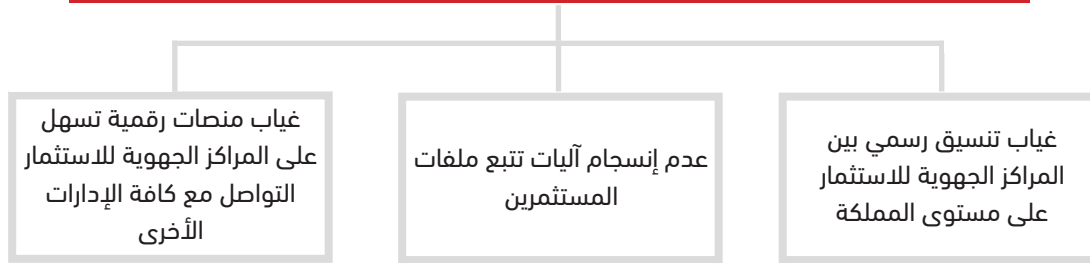 غياب تنسيق رسمي بين
المراكز الجهوية للاستثمار
على مستوى المملكة
عدم إنسجام آليات تتبع ملفات
المستثمرين
غياب منصات رقمية تسهل
على المراكز الجهوية للاستثمار
التواصل مع كافة الإدارات
الأخرى